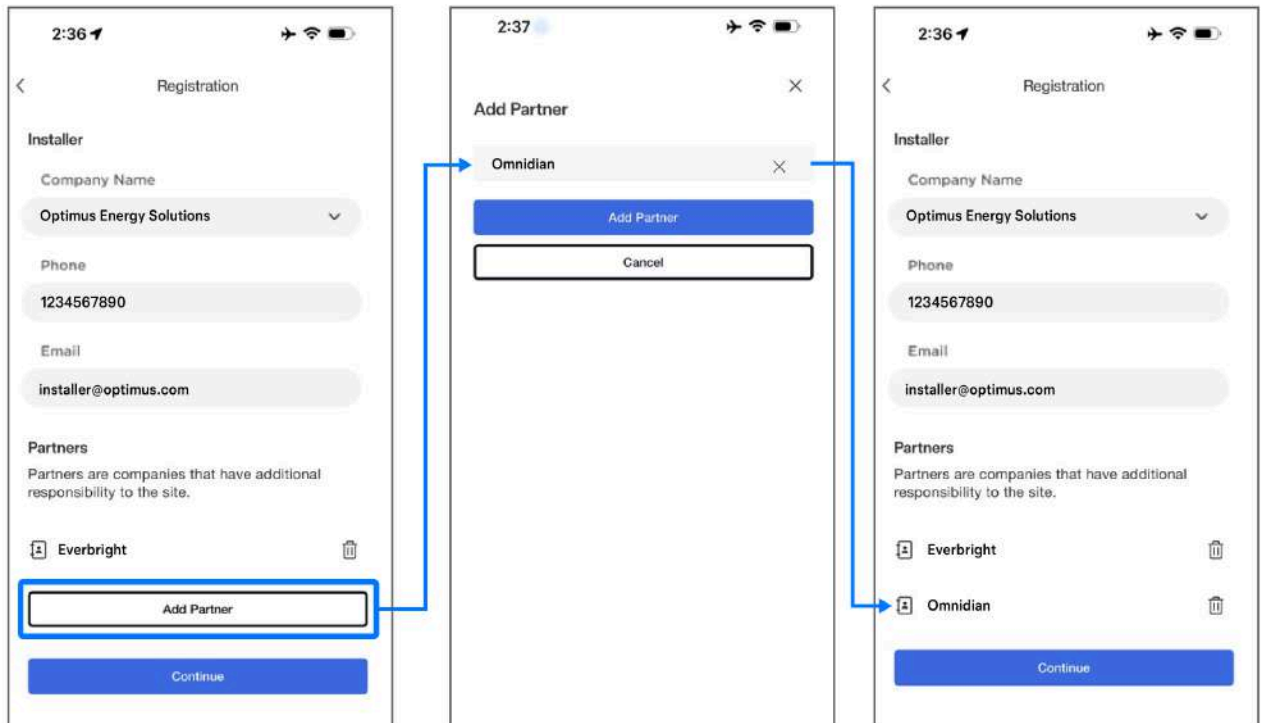 2:36
Registration
Installer
Company Name
Optimus Energy Solutions
Phone
1234567890
Email
installer@optimus.com
Partners
Partners are companies that have additional
responsibility to the site.
Everbright
Add Partner
Continue
2:37
Add Partner
Omnidian
Add Partner
Cancel
2:36
Registration
Installer
Company Name
Optimus Energy Solutions
Phone
1234567890
Email
installer@optimus.com
Partners
Partners are companies that have additional
responsibility to the site.
Everbright
Omnidian
Continue